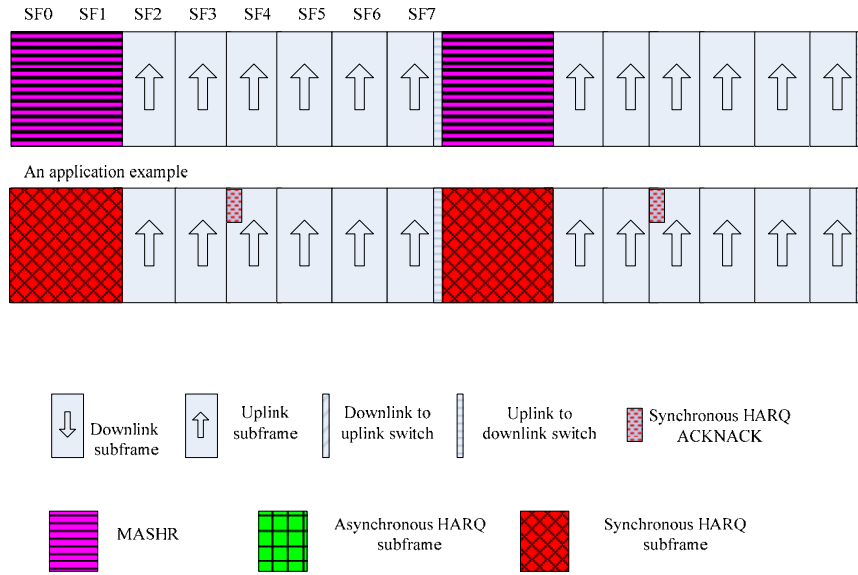 SF0 SF1 SF2 SF3 SF4 SF5 SF6 SF7
An application example
Downlink
subframe
Uplink
subframe
Downlink to
uplink switch
Uplink to
downlink switch
Synchronous HARQ
ACKNACK
MASHR
Asynchronous HARQ
subframe
Synchronous HARQ
subframe